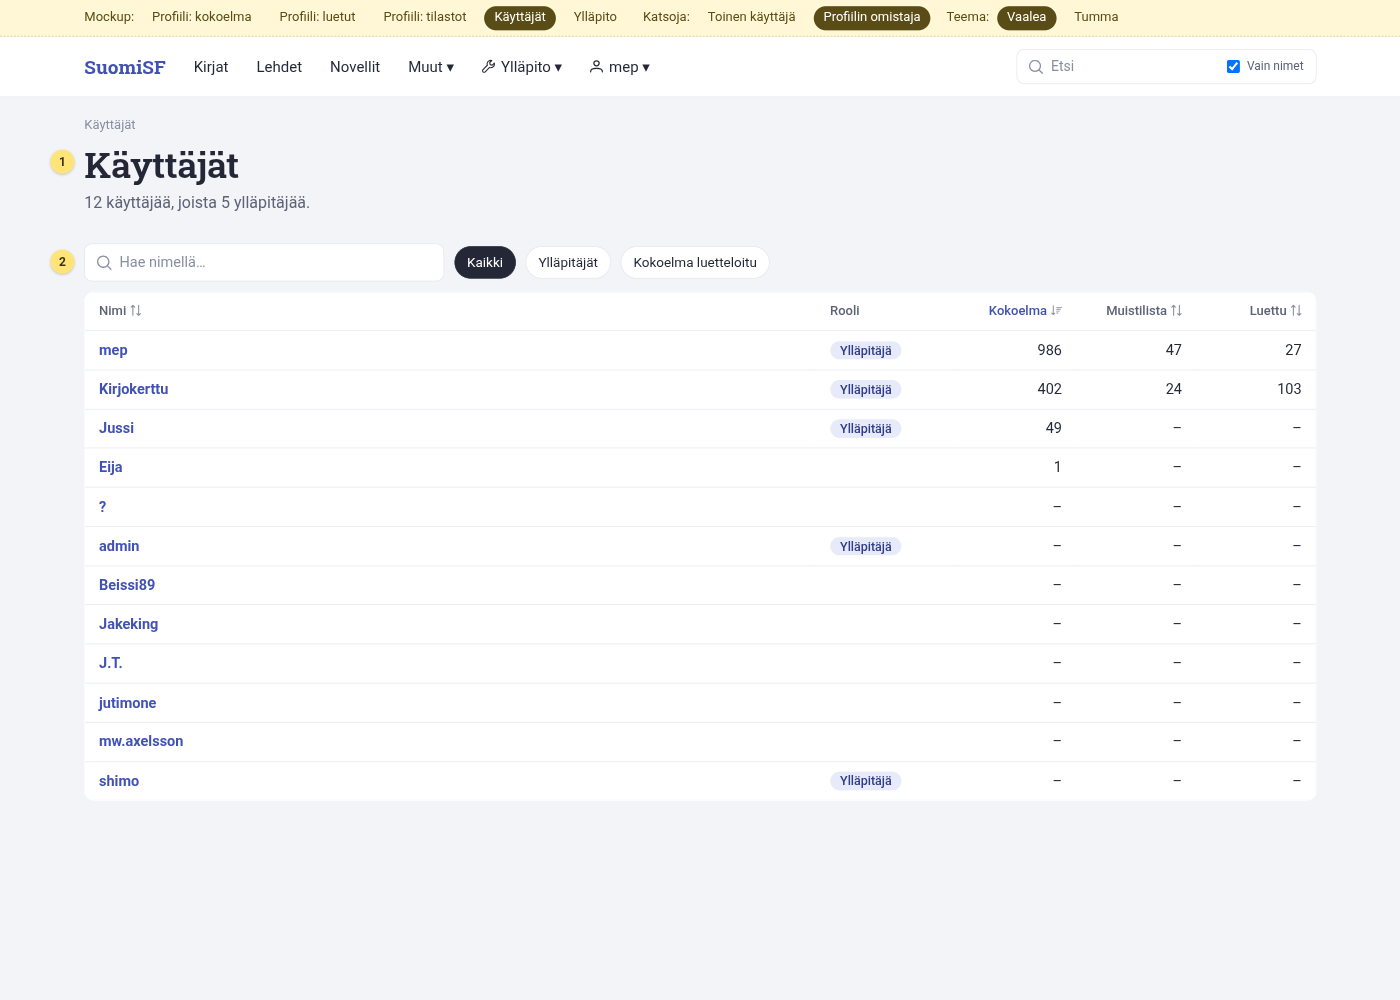 Mockup: Profiili: kokoelma Profiili: luetut Profiili: tilastot Käyttäjät Ylläpito Katsoja: Toinen käyttäjä Profiilin omistaja Teema: Vaalea Tumma
SuomiSF Kirjat Lehdet Novellit Muut ▾ Ylläpito ▾ mep ▾ Etsi Vain nimet
Käyttäjät
1 Käyttäjät
12 käyttäjää, joista 5 ylläpitäjää.
2 Hae nimellä… Kaikki Ylläpitäjät Kokoelma luetteloitu
Nimi Rooli Kokoelma Muistilista Luettu
mep Ylläpitäjä 986 47 27
Kirjokerttu Ylläpitäjä 402 24 103
Jussi Ylläpitäjä 49 – –
Eija 1 – –
? – – –
admin Ylläpitäjä – – –
Beissi89 – – –
Jakeking – – –
J.T. – – –
jutimone – – –
mw.axelsson – – –
shimo Ylläpitäjä – – –